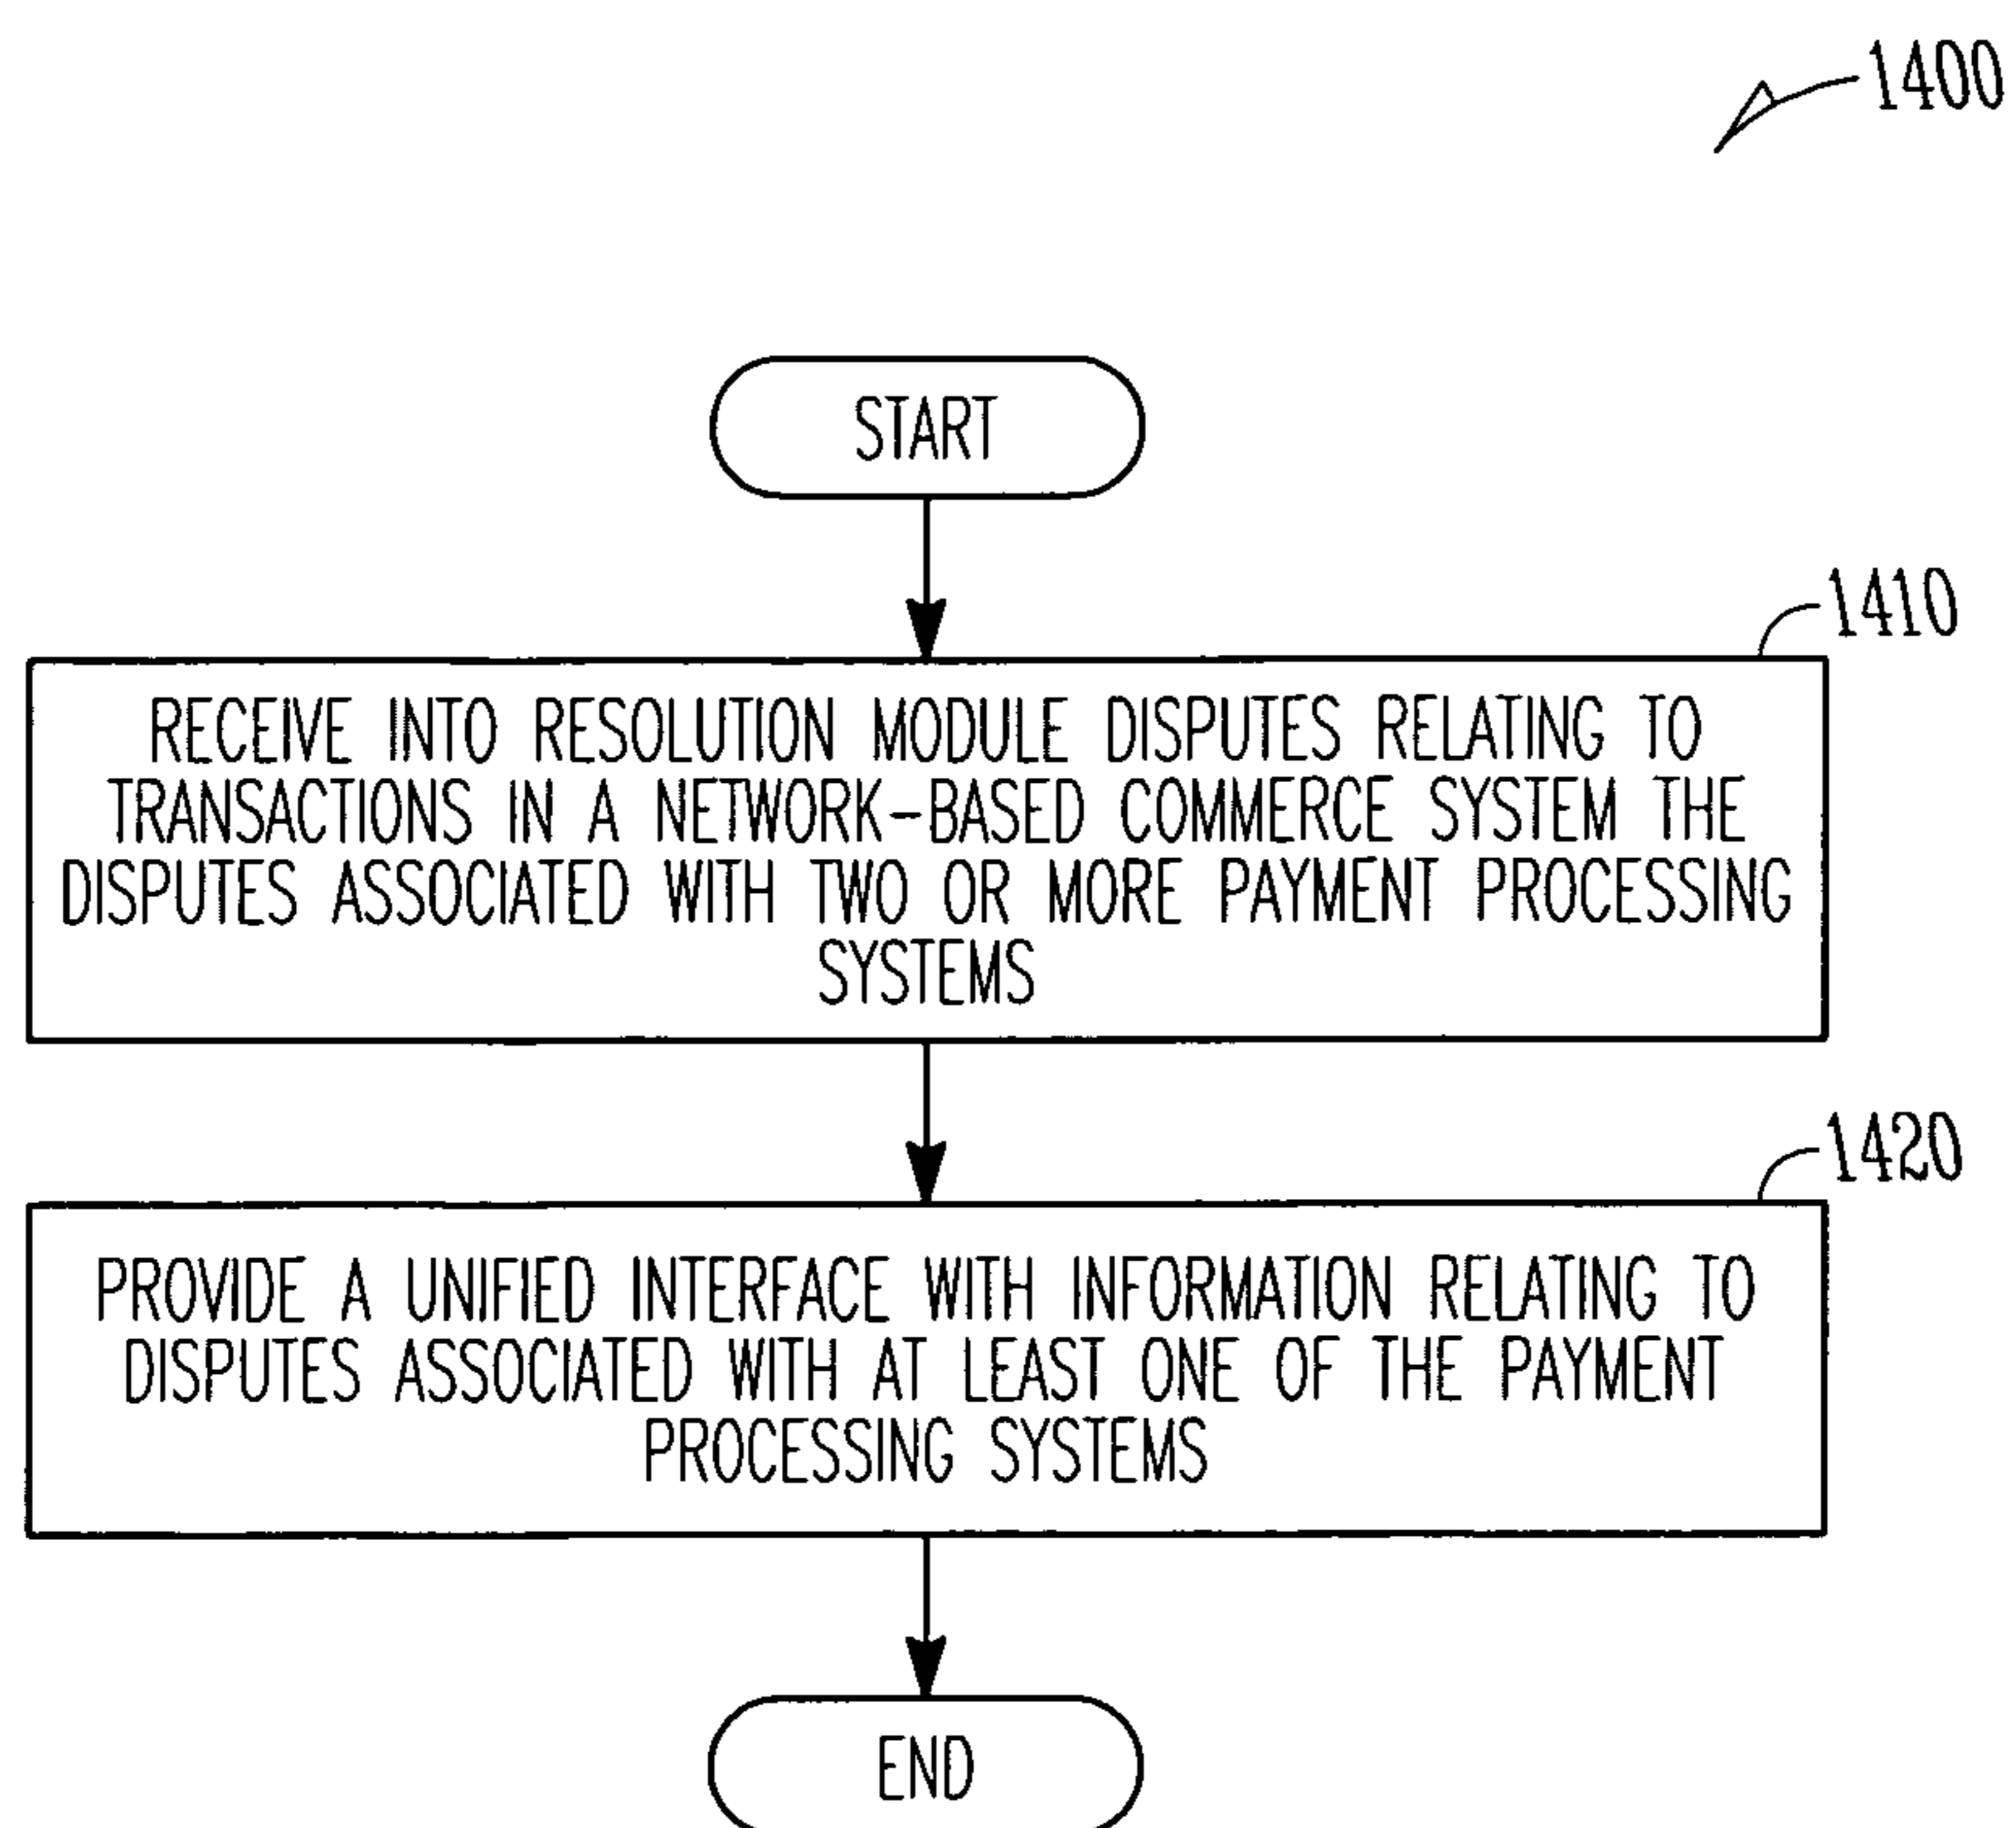 1400
START
1410
RECEIVE INTO RESOLUTION MODULE DISPUTES RELATING TO
TRANSACTIONS IN A NETWORK-BASED COMMERCE SYSTEM THE
DISPUTES ASSOCIATED WITH TWO OR MORE PAYMENT PROCESSING
SYSTEMS
1420
PROVIDE A UNIFIED INTERFACE WITH INFORMATION RELATING TO
DISPUTES ASSOCIATED WITH AT LEAST ONE OF THE PAYMENT
PROCESSING SYSTEMS
END